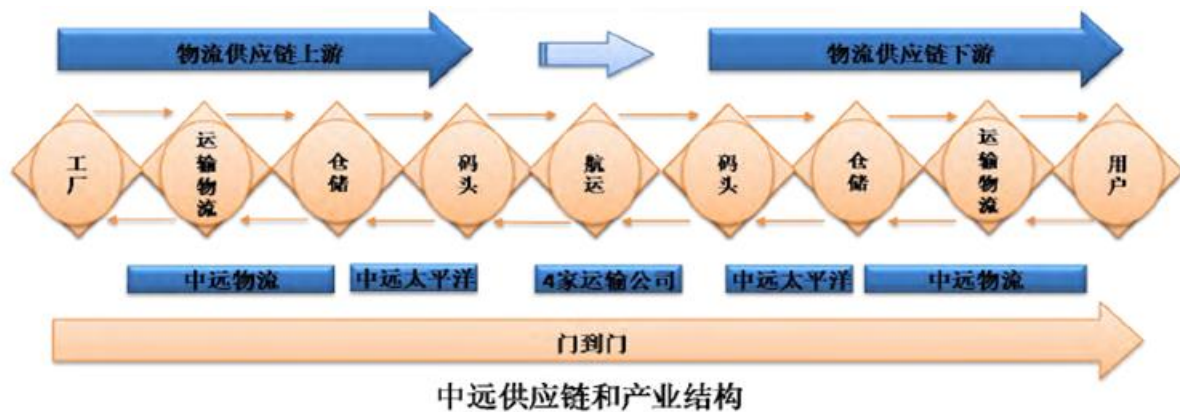 物流供应链上游
物流供应链下游
工厂
运输物流
仓储
码头
航运
码头
仓储
运输物流
用户
中远物流
中远太平洋
4家运输公司
中远太平洋
中远物流
门到门
中远供应链和产业结构